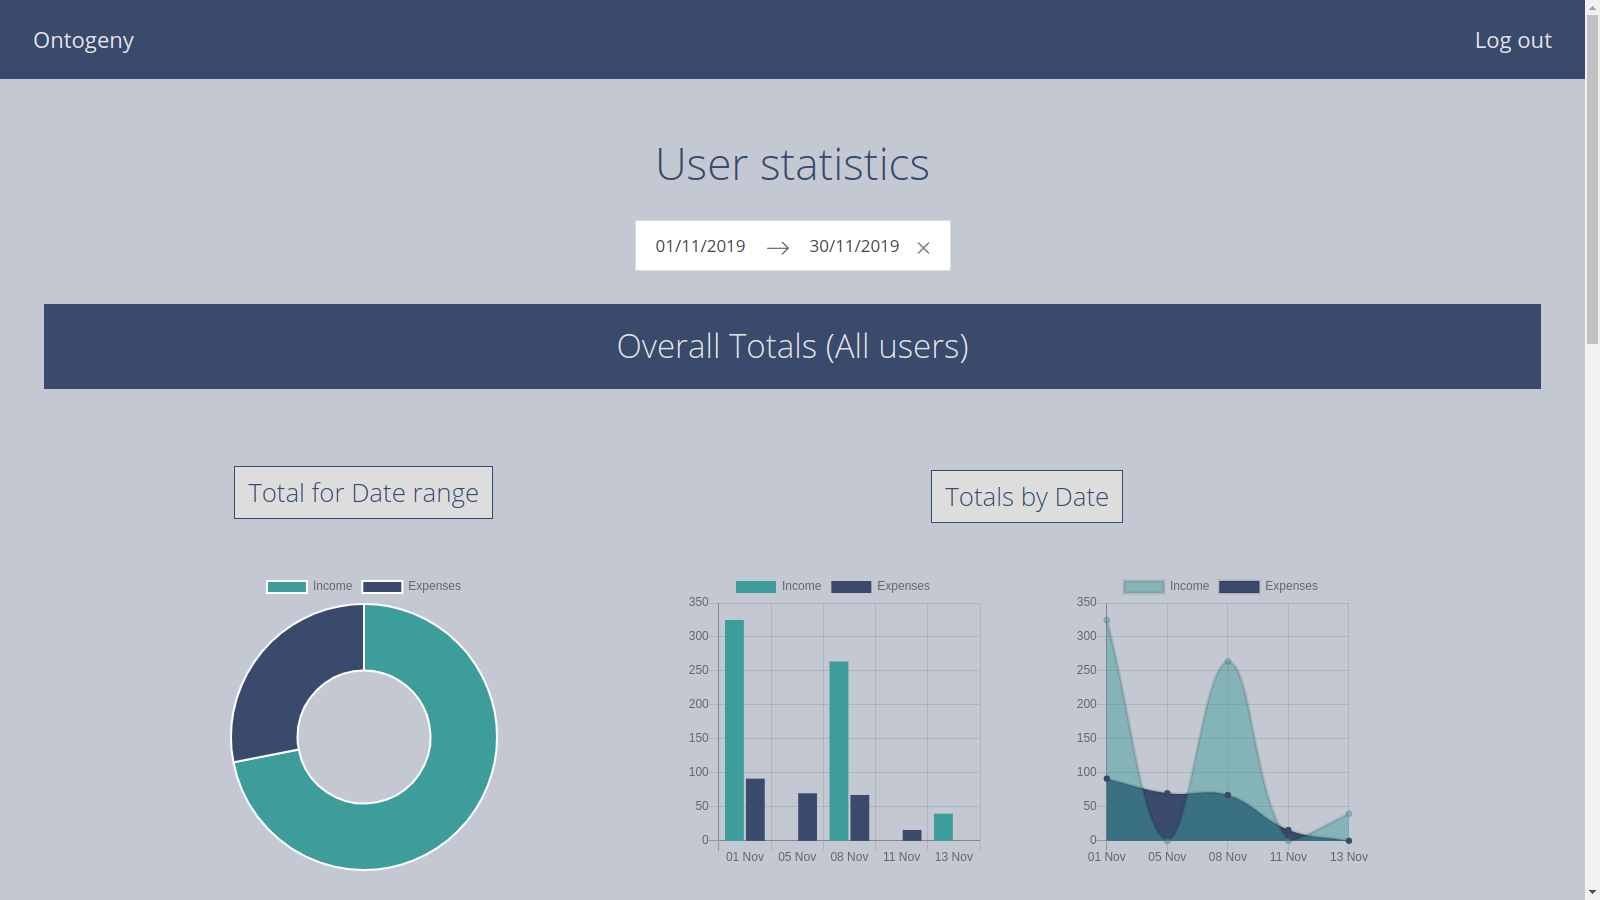 Ontogeny
Log out
User statistics
01/11/2019 → 30/11/2019 ×
Overall Totals (All users)
Total for Date range
Totals by Date
Income Expenses
Income Expenses
350
300
250
200
150
100
50
0
01 Nov 05 Nov 08 Nov 11 Nov 13 Nov
Income Expenses
350
300
250
200
150
100
50
0
01 Nov 05 Nov 08 Nov 11 Nov 13 Nov